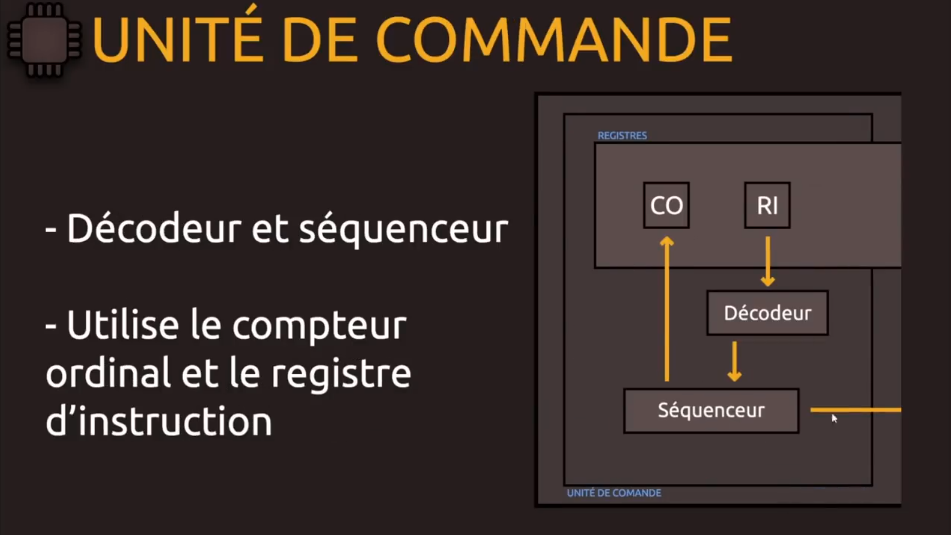 UNITÉ DE COMMANDE
- Décodeur et séquenceur
- Utilise le compteur
ordinal et le registre
d’instruction
REGISTRES
CO
RI
Décodeur
Séquenceur
UNITÉ DE COMANDE